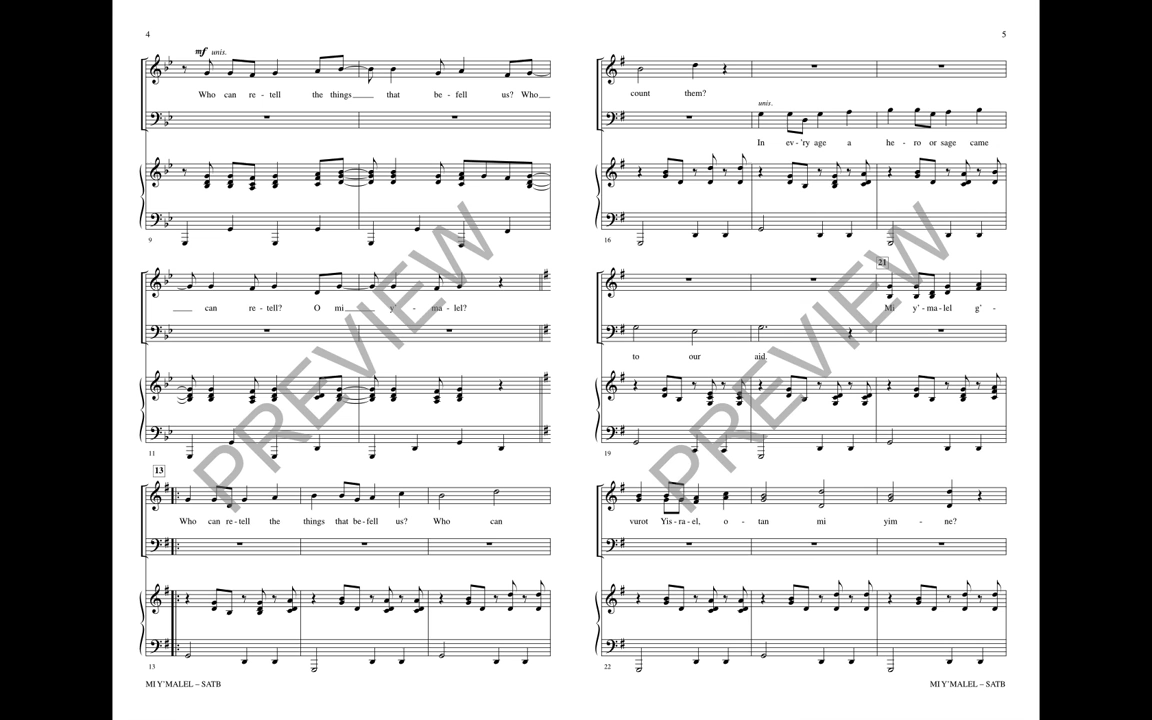 4
mf unis.
Who can re - tell the things that be - fell us? Who
9
can re - tell? O mi y' - ma - lel?
11
13
Who can re - tell the things that be - fell us? Who can
13
MI Y'MALEL – SATB
5
count them?
unis.
In ev - 'ry age a he - ro or sage came
16
21
Mi y' - ma - lel g' -
to our aid.
19
vurot Yis - ra - el, o - tan mi yim - ne?
22
MI Y'MALEL – SATB
PREVIEW
PREVIEW